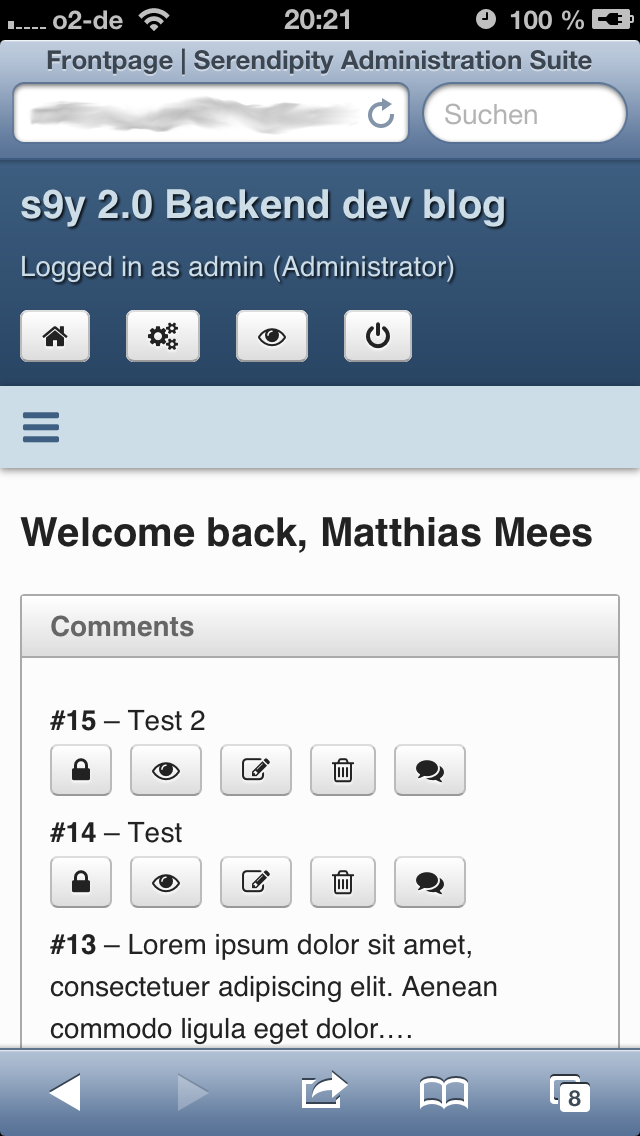 o2-de 20:21 100 %
Frontpage | Serendipity Administration Suite
Suchen
s9y 2.0 Backend dev blog
Logged in as admin (Administrator)
Welcome back, Matthias Mees
Comments
#15 – Test 2
#14 – Test
#13 – Lorem ipsum dolor sit amet,
consectetuer adipiscing elit. Aenean
commodo ligula eget dolor.…
8